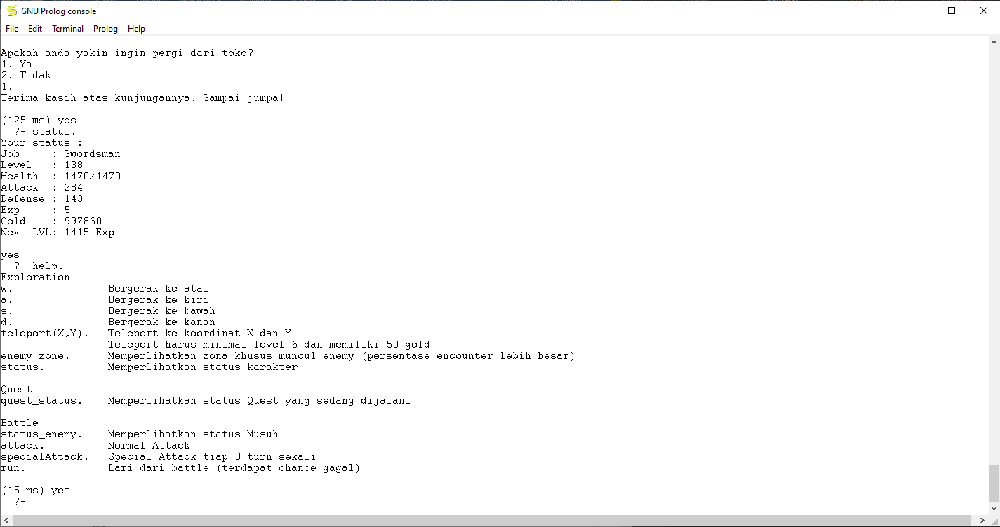 GNU Prolog console
File Edit Terminal Prolog Help
Apakah anda yakin ingin pergi dari toko?
1. Ya
2. Tidak
1.
Terima kasih atas kunjungannya. Sampai jumpa!
(125 ms) yes
| ?- status.
Your status :
Job : Swordsman
Level : 138
Health : 1470/1470
Attack : 284
Defense : 143
Exp : 5
Gold : 997860
Next LVL: 1415 Exp
yes
| ?- help.
Exploration
w. Bergerak ke atas
a. Bergerak ke kiri
s. Bergerak ke bawah
d. Bergerak ke kanan
teleport(X,Y). Teleport ke koordinat X dan Y
Teleport harus minimal level 6 dan memiliki 50 gold
enemy_zone. Memperlihatkan zona khusus muncul enemy (persentase encounter lebih besar)
status. Memperlihatkan status karakter
Quest
quest_status. Memperlihatkan status Quest yang sedang dijalani
Battle
status_enemy. Memperlihatkan status Musuh
attack. Normal Attack
specialAttack. Special Attack tiap 3 turn sekali
run. Lari dari battle (terdapat chance gagal)
(15 ms) yes
| ?-